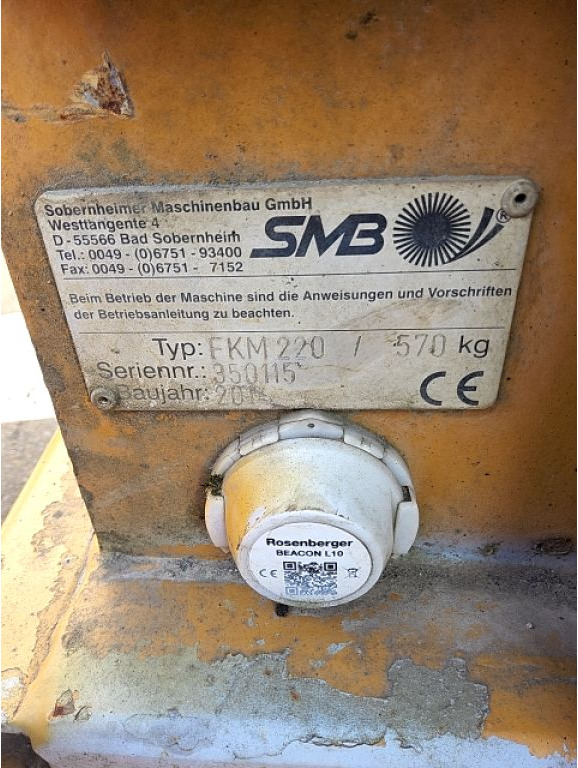 Sobernheimer Maschinenbau GmbH
Westtangente 4
D - 55566 Bad Sobernheim
Tel.: 0049 - (0)6751 - 93400
Fax: 0049 - (0)6751 - 7152
SMB ®
Beim Betrieb der Maschine sind die Anweisungen und Vorschriften
der Betriebsanleitung zu beachten.
Typ: FKM 220 / 570 kg
Seriennr.: 350115
Baujahr:
CE
Rosenberger
BEACON L10
CE